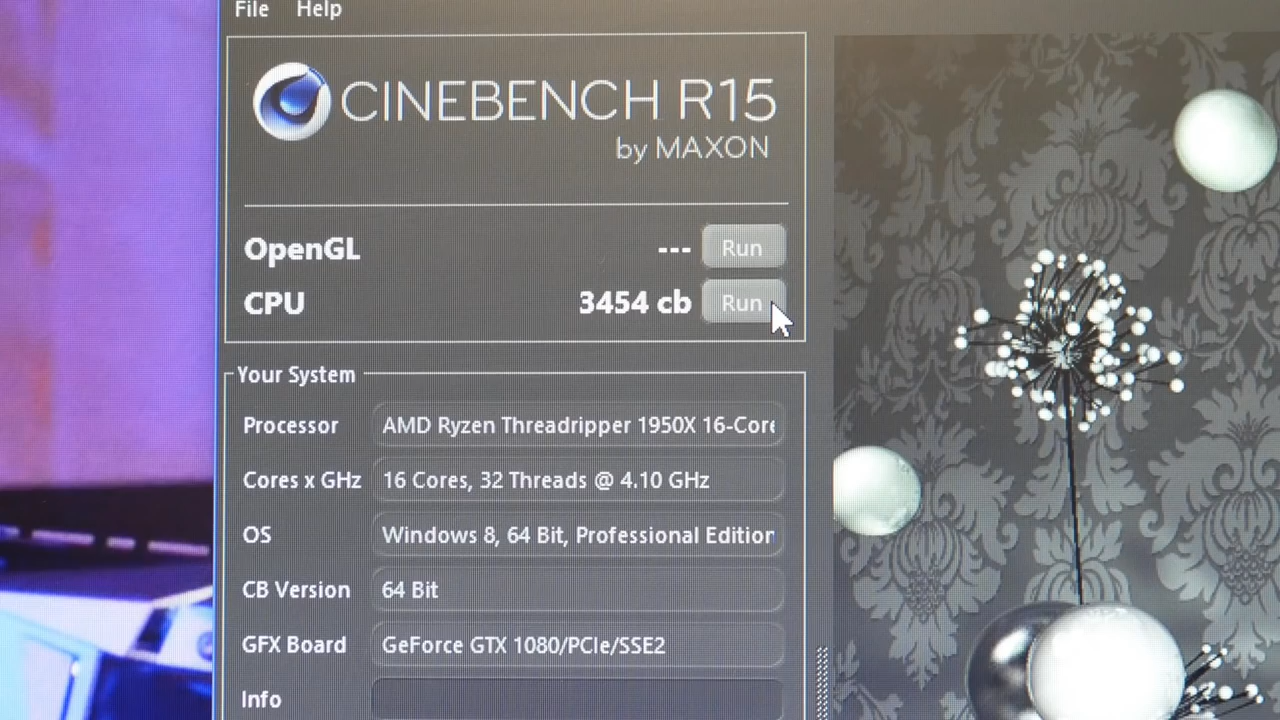 File Help
CINEBENCH R15
by MAXON
OpenGL --- Run
CPU 3454 cb Run
Your System
Processor AMD Ryzen Threadripper 1950X 16-Core
Cores x GHz 16 Cores, 32 Threads @ 4.10 GHz
OS Windows 8, 64 Bit, Professional Edition
CB Version 64 Bit
GFX Board GeForce GTX 1080/PCIe/SSE2
Info